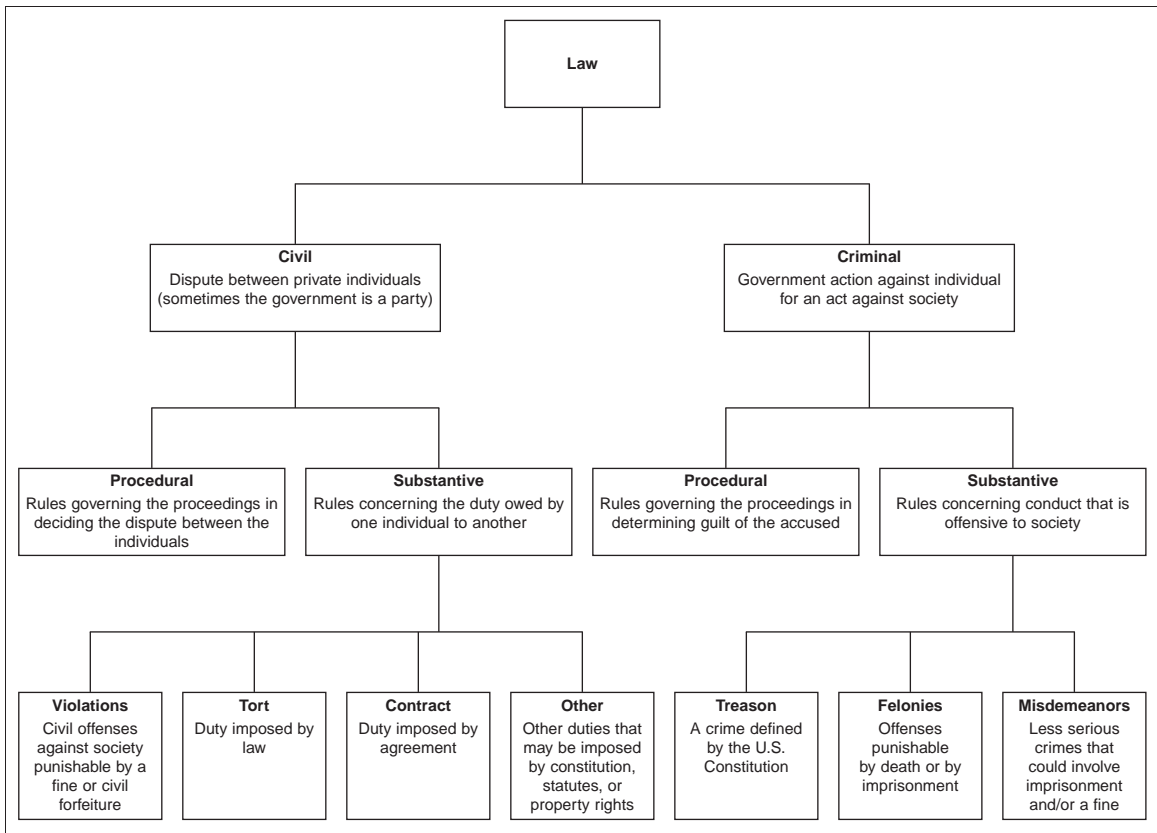 Law
Civil
Dispute between private individuals
(sometimes the government is a party)
Criminal
Government action against individual
for an act against society
Procedural
Rules governing the proceedings in
deciding the dispute between the
individuals
Substantive
Rules concerning the duty owed by
one individual to another
Procedural
Rules governing the proceedings in
determining guilt of the accused
Substantive
Rules concerning conduct that is
offensive to society
Violations
Civil offenses
against society
punishable by a
fine or civil
forfeiture
Tort
Duty imposed by
law
Contract
Duty imposed by
agreement
Other
Other duties that
may be imposed
by constitution,
statutes, or
property rights
Treason
A crime defined
by the U.S.
Constitution
Felonies
Offenses
punishable
by death or by
imprisonment
Misdemeanors
Less serious
crimes that
could involve
imprisonment
and/or a fine